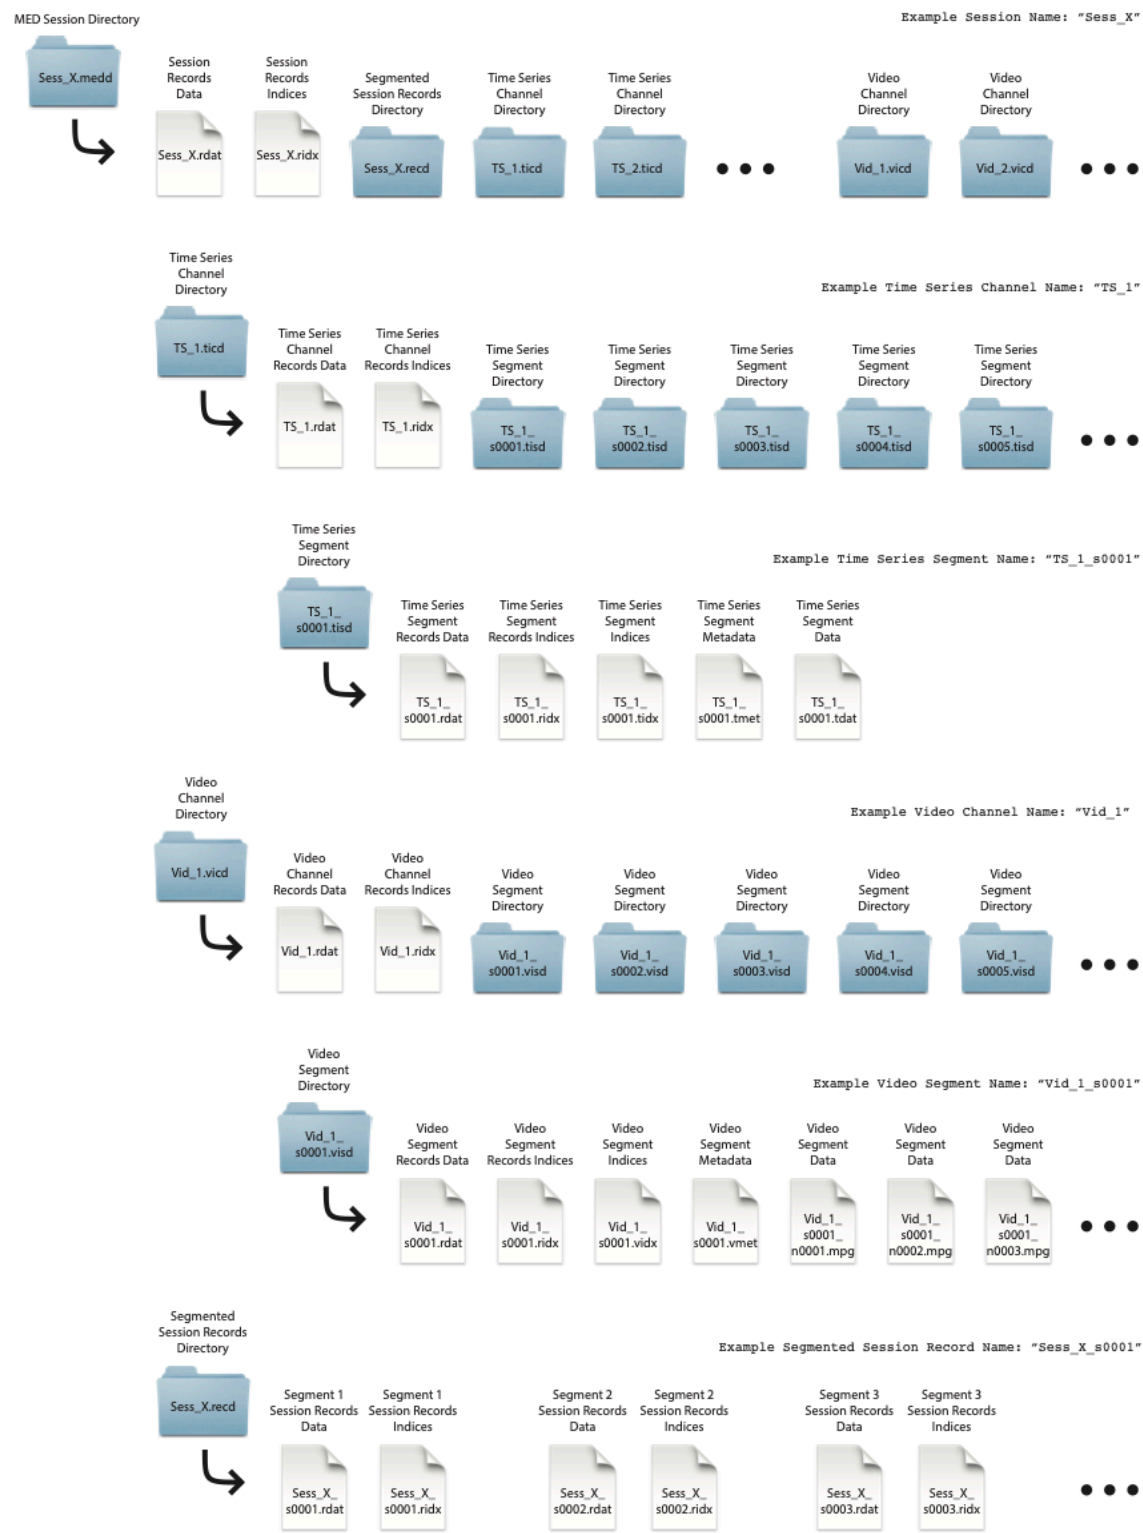 MED Session Directory
Example Session Name: “Sess_X”
Sess_X.medd
Session
Records
Data
Session
Records
Indices
Segmented
Session Records
Directory
Time Series
Channel
Directory
Time Series
Channel
Directory
Video
Channel
Directory
Video
Channel
Directory
Sess_X.rdat
Sess_X.ridx
Sess_X.recd
TS_1.ticd
TS_2.ticd
Vid_1.vicd
Vid_2.vicd
Time Series
Channel
Directory
Example Time Series Channel Name: “TS_1”
TS_1.ticd
Time Series
Channel
Records Data
Time Series
Channel
Records Indices
Time Series
Segment
Directory
Time Series
Segment
Directory
Time Series
Segment
Directory
Time Series
Segment
Directory
Time Series
Segment
Directory
TS_1.rdat
TS_1.ridx
TS_1_
s0001.tisd
TS_1_
s0002.tisd
TS_1_
s0003.tisd
TS_1_
s0004.tisd
TS_1_
s0005.tisd
Time Series
Segment
Directory
Example Time Series Segment Name: “TS_1_s0001”
TS_1_
s0001.tisd
Time Series
Segment
Records Data
Time Series
Segment
Records Indices
Time Series
Segment
Indices
Time Series
Segment
Metadata
Time Series
Segment
Data
TS_1_
s0001.rdat
TS_1_
s0001.ridx
TS_1_
s0001.tidx
TS_1_
s0001.tmet
TS_1_
s0001.tdat
Video
Channel
Directory
Example Video Channel Name: “Vid_1”
Vid_1.vicd
Video
Channel
Records Data
Video
Channel
Records Indices
Video
Segment
Directory
Video
Segment
Directory
Video
Segment
Directory
Video
Segment
Directory
Video
Segment
Directory
Vid_1.rdat
Vid_1.ridx
Vid_1_
s0001.visd
Vid_1_
s0002.visd
Vid_1_
s0003.visd
Vid_1_
s0004.visd
Vid_1_
s0005.visd
Video
Segment
Directory
Example Video Segment Name: “Vid_1_s0001”
Vid_1_
s0001.visd
Video
Segment
Records Data
Video
Segment
Records Indices
Video
Segment
Indices
Video
Segment
Metadata
Video
Segment
Data
Video
Segment
Data
Video
Segment
Data
Vid_1_
s0001.rdat
Vid_1_
s0001.ridx
Vid_1_
s0001.vidx
Vid_1_
s0001.vmet
Vid_1_
s0001_
n0001.mpg
Vid_1_
s0001_
n0002.mpg
Vid_1_
s0001_
n0003.mpg
Segmented
Session Records
Directory
Example Segmented Session Record Name: “Sess_X_s0001”
Sess_X.recd
Segment 1
Session Records
Data
Segment 1
Session Records
Indices
Segment 2
Session Records
Data
Segment 2
Session Records
Indices
Segment 3
Session Records
Data
Segment 3
Session Records
Indices
Sess_X_
s0001.rdat
Sess_X_
s0001.ridx
Sess_X_
s0002.rdat
Sess_X_
s0002.ridx
Sess_X_
s0003.rdat
Sess_X_
s0003.ridx